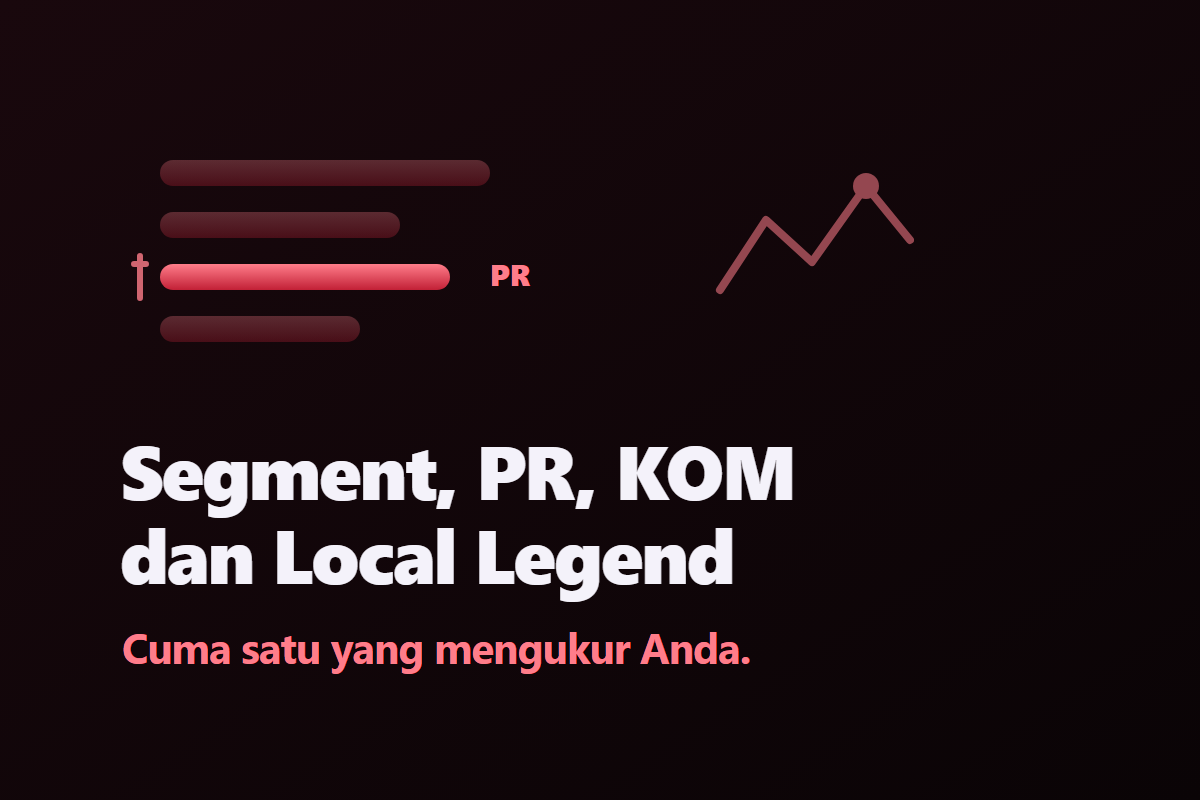 PR
Segment, PR, KOM
dan Local Legend
Cuma satu yang mengukur Anda.